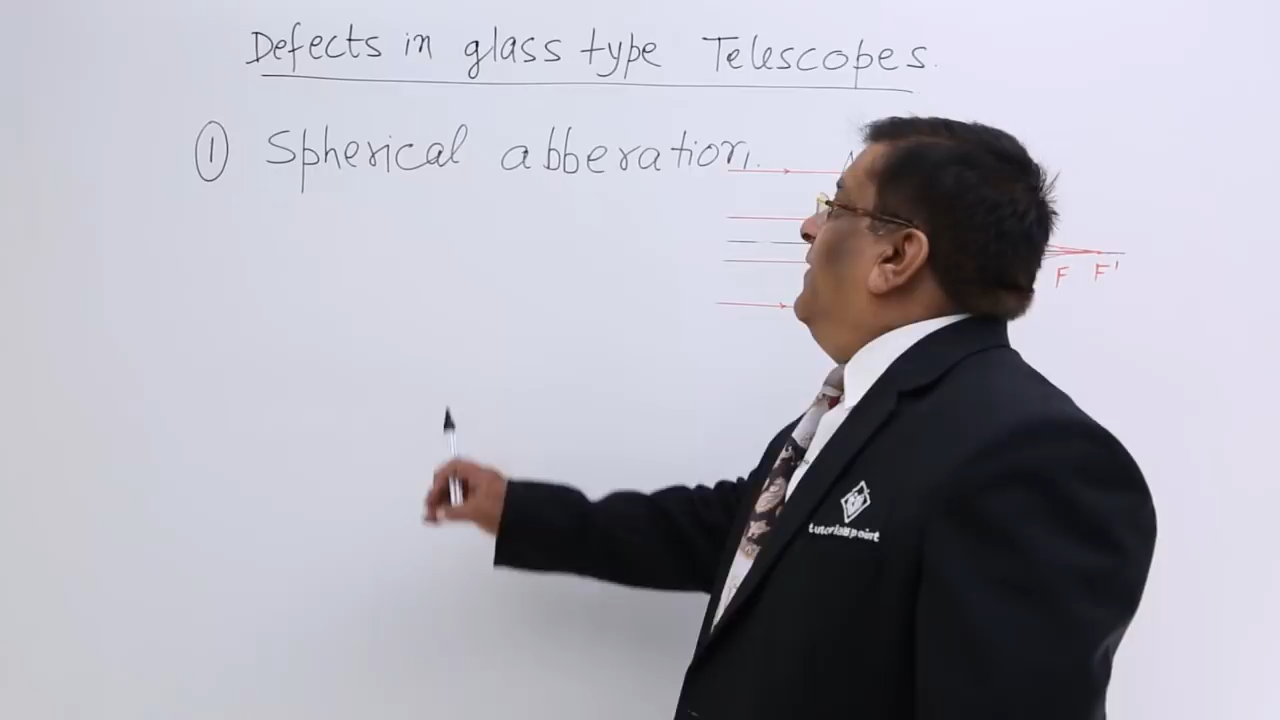 Defects in glass type Telescopes.
① Spherical abberation.
F F'
tutorialspoint